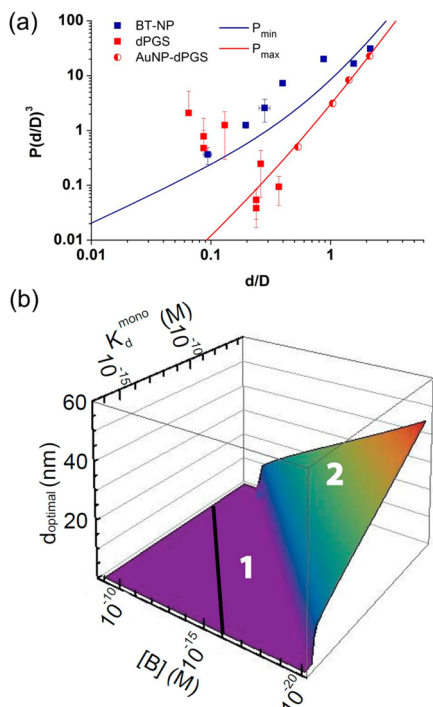 (a)
BT-NP
dPGS
AuNP-dPGS
P_min
P_max
P(d/D)³
100
10
1
0.1
0.01
0.01
0.1
1
d/D
(b)
K_d^mono (M)
10⁻¹⁵
10⁻¹⁰
60
40
20
d_optimal (nm)
1
2
10⁻¹⁰
10⁻¹⁵
10⁻²⁰
[B] (M)